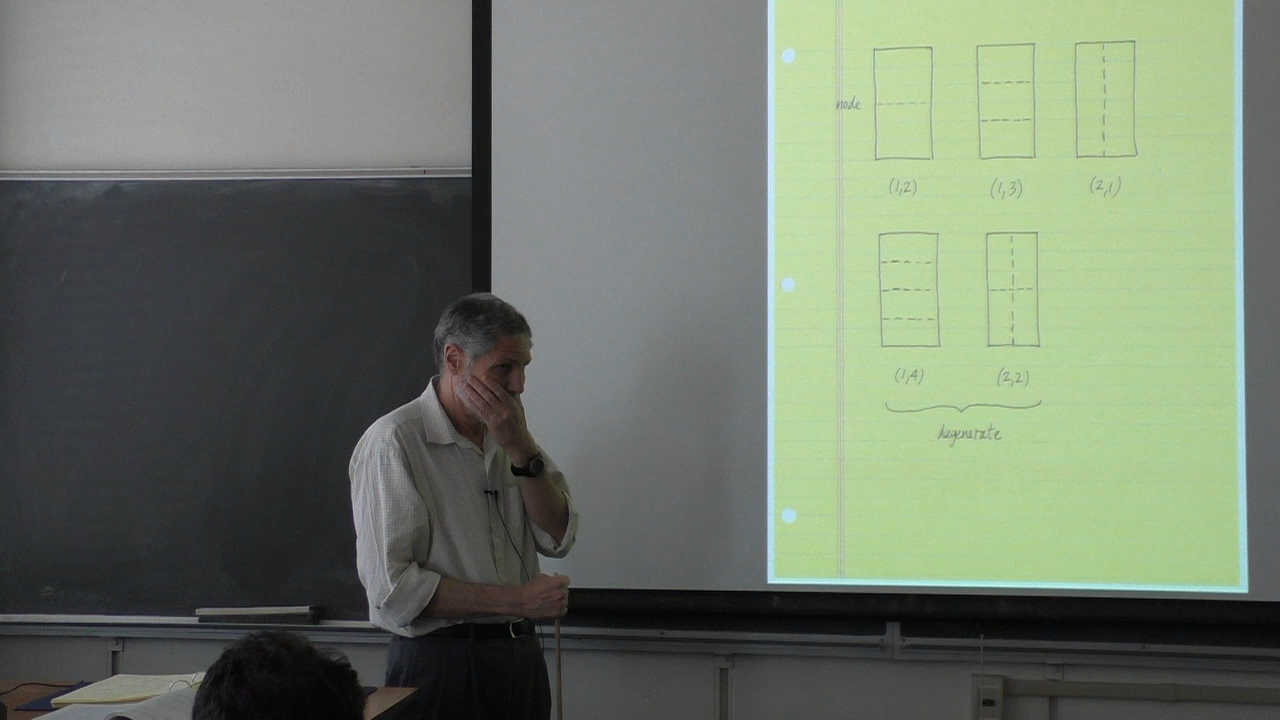 node
(1,2) (1,3) (2,1)
(1,4) (2,2)
degenerate